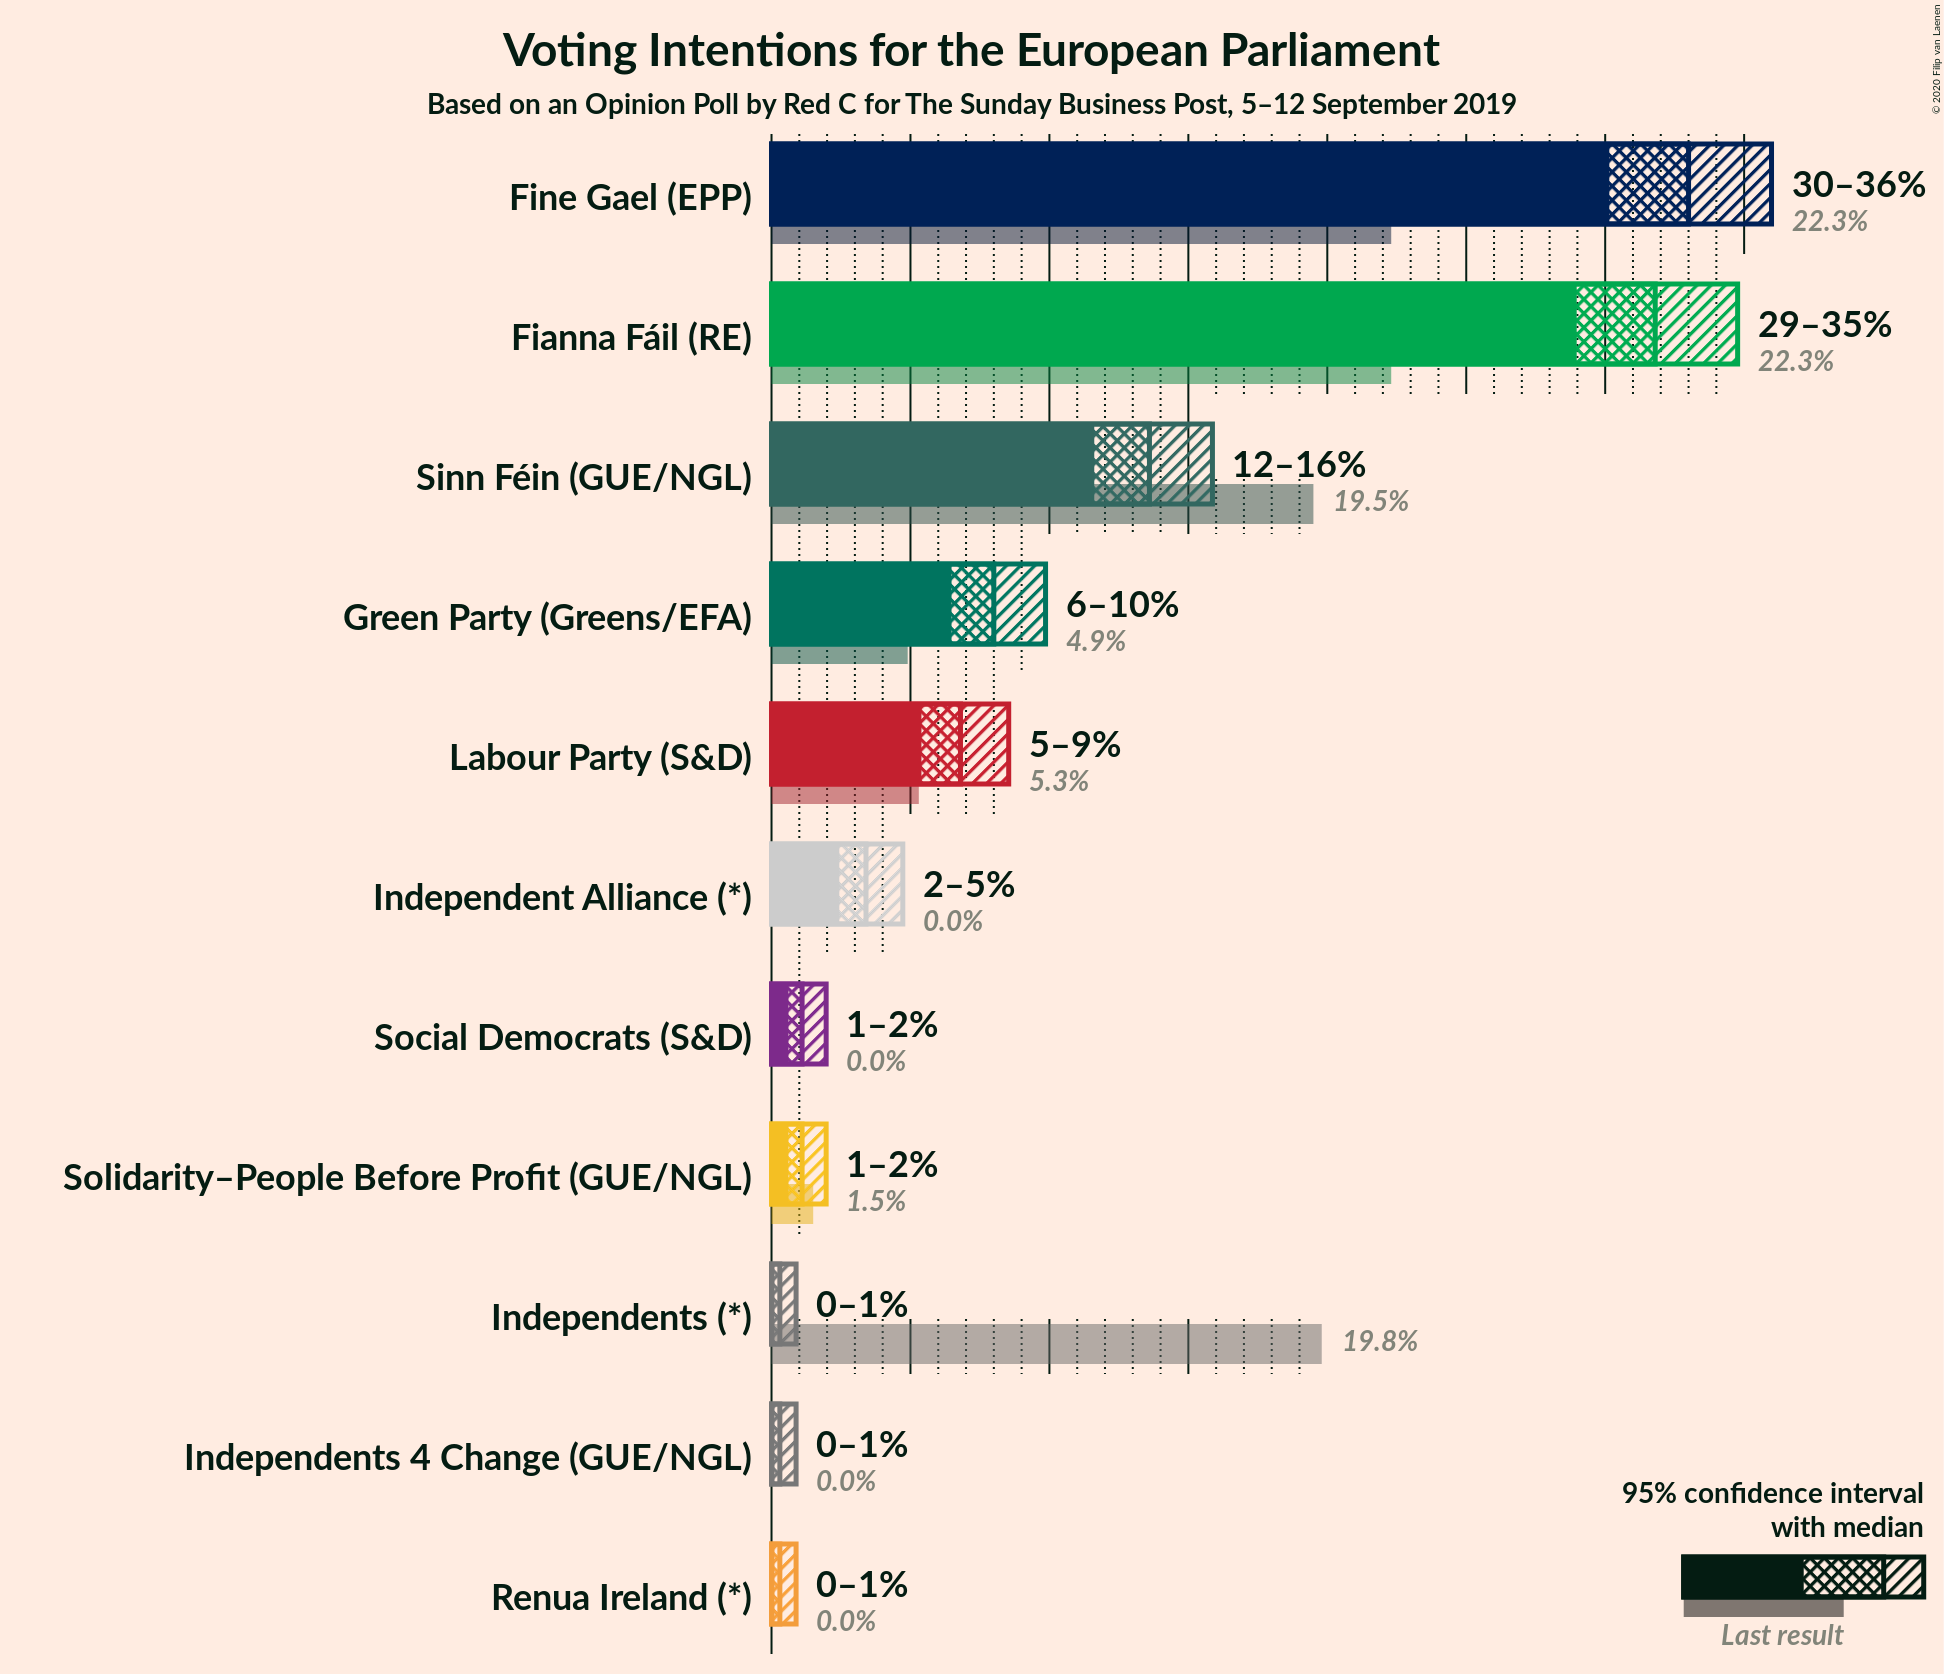 Voting Intentions for the European Parliament
Based on an Opinion Poll by Red C for The Sunday Business Post, 5–12 September 2019
© 2020 Filip van Laenen
Fine Gael (EPP)
30–36%
22.3%
Fianna Fáil (RE)
29–35%
22.3%
Sinn Féin (GUE/NGL)
12–16%
19.5%
Green Party (Greens/EFA)
6–10%
4.9%
Labour Party (S&D)
5–9%
5.3%
Independent Alliance (*)
2–5%
0.0%
Social Democrats (S&D)
1–2%
0.0%
Solidarity–People Before Profit (GUE/NGL)
1–2%
1.5%
Independents (*)
0–1%
19.8%
Independents 4 Change (GUE/NGL)
0–1%
0.0%
Renua Ireland (*)
0–1%
0.0%
95% confidence interval
with median
Last result